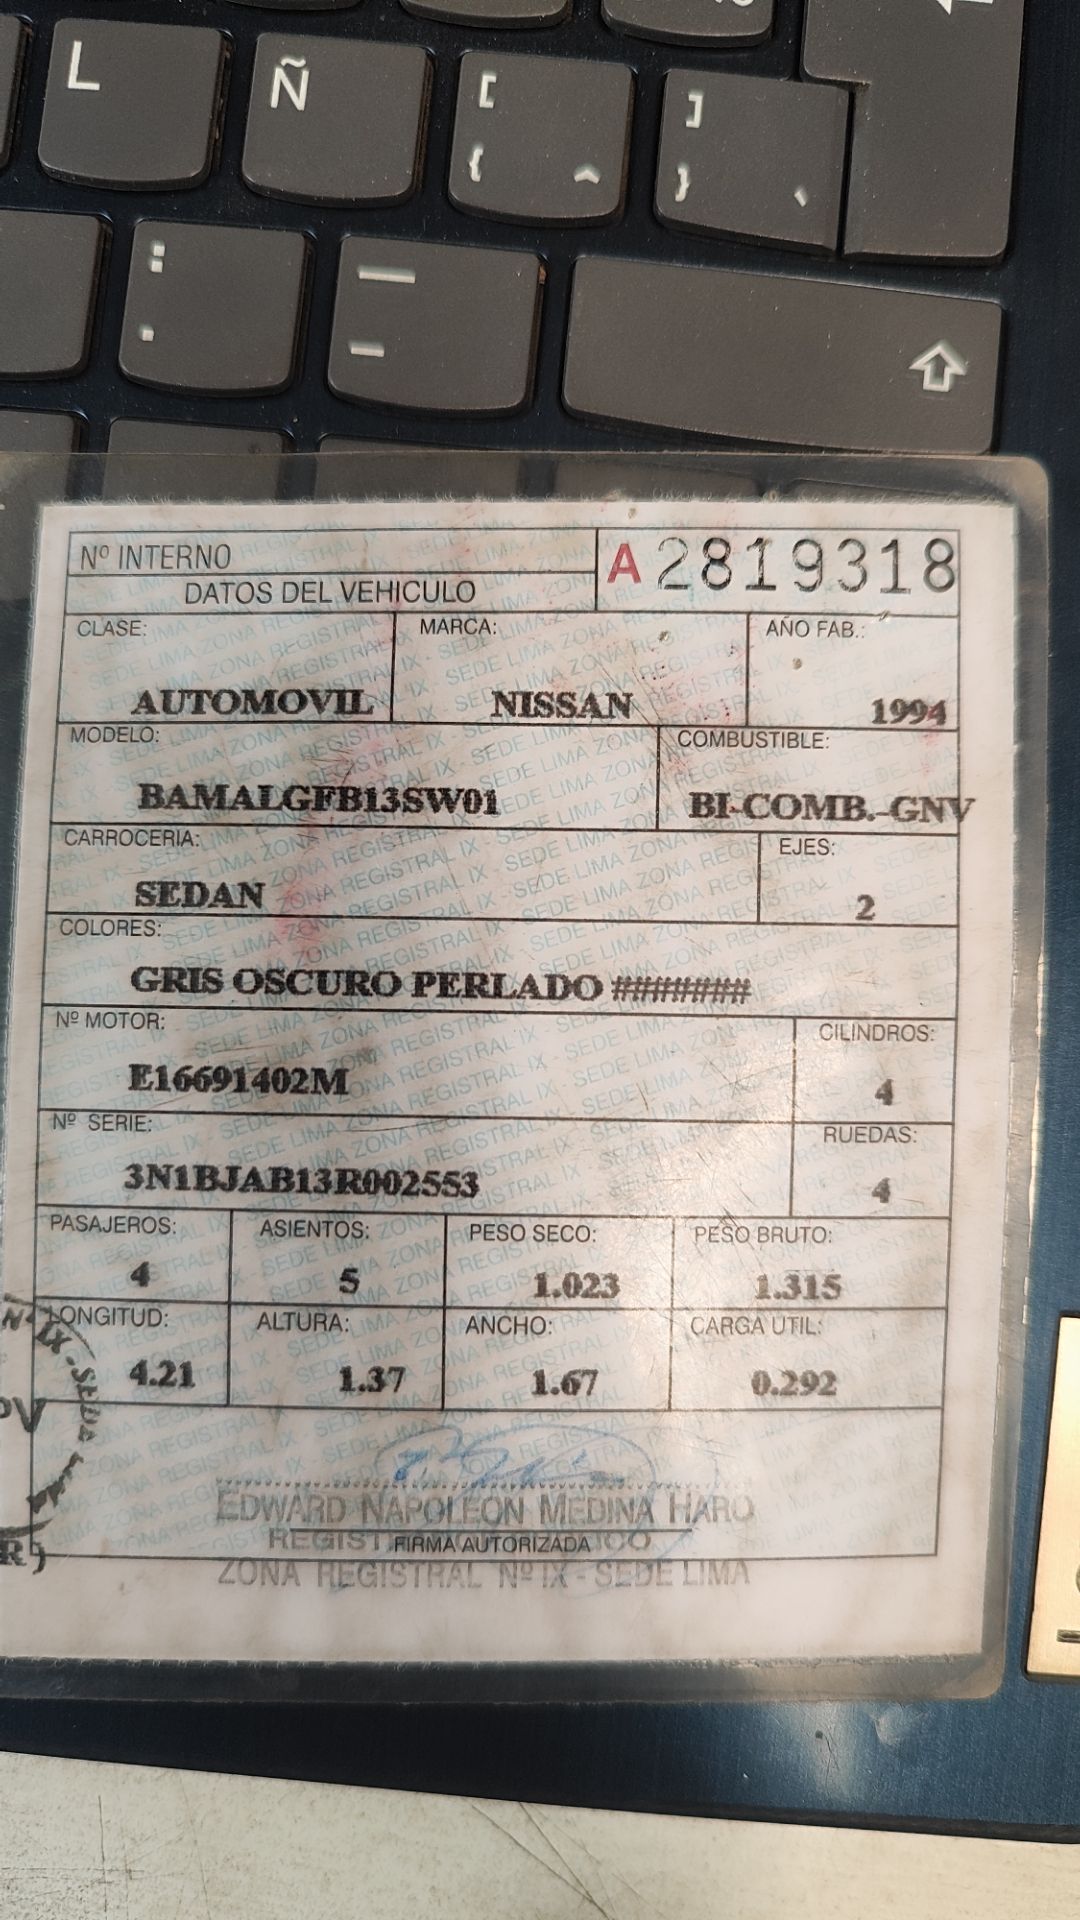 L Ñ [ ]
{ ^ } `
: . — -
Nº INTERNO
A 2819318
DATOS DEL VEHICULO
CLASE: MARCA: AÑO FAB.:
AUTOMOVIL NISSAN 1994
MODELO: COMBUSTIBLE:
BAMALGFB13SW01 BI-COMB.-GNV
CARROCERIA: EJES:
SEDAN 2
COLORES:
GRIS OSCURO PERLADO #######
Nº MOTOR: CILINDROS:
E16691402M 4
Nº SERIE: RUEDAS:
3N1BJAB13R002553 4
PASAJEROS: ASIENTOS: PESO SECO: PESO BRUTO:
4 5 1.023 1.315
LONGITUD: ALTURA: ANCHO: CARGA UTIL:
4.21 1.37 1.67 0.292
EDWARD NAPOLEON MEDINA HARO
FIRMA AUTORIZADA
ZONA REGISTRAL Nº IX - SEDE LIMA